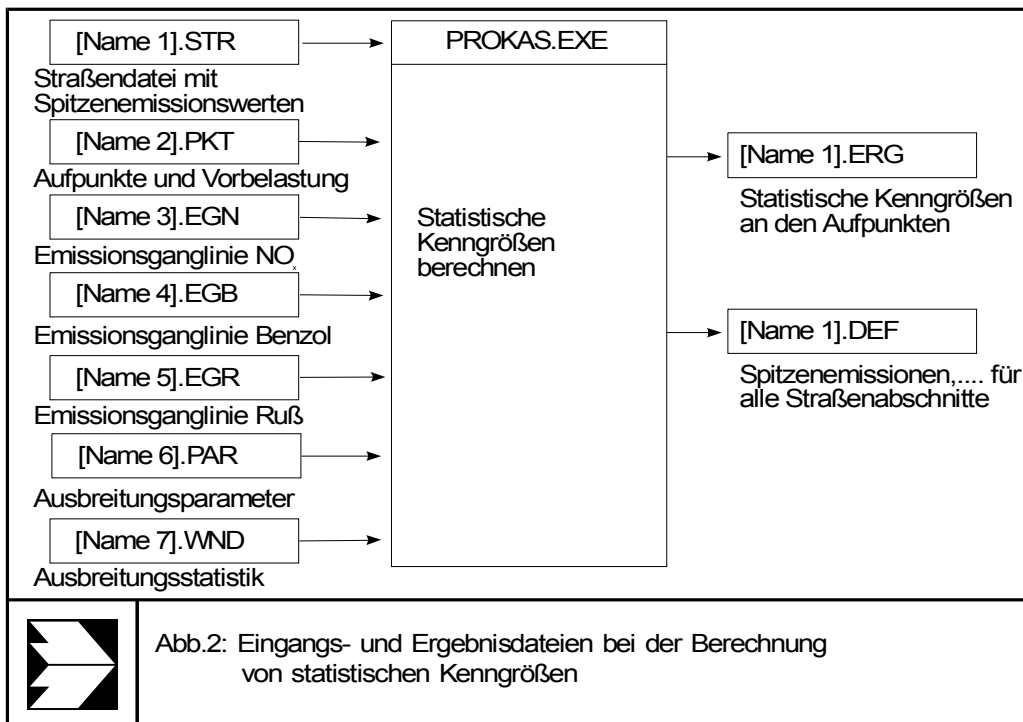 [Name 1].STR
Straßendatei mit
Spitzenemissionswerten
[Name 2].PKT
Aufpunkte und Vorbelastung
[Name 3].EGN
Emissionsganglinie NOx
[Name 4].EGB
Emissionsganglinie Benzol
[Name 5].EGR
Emissionsganglinie Ruß
[Name 6].PAR
Ausbreitungsparameter
[Name 7].WND
Ausbreitungsstatistik
PROKAS.EXE
Statistische
Kenngrößen
berechnen
[Name 1].ERG
Statistische Kenngrößen
an den Aufpunkten
[Name 1].DEF
Spitzenemissionen,.... für
alle Straßenabschnitte
Abb.2: Eingangs- und Ergebnisdateien bei der Berechnung
von statistischen Kenngrößen